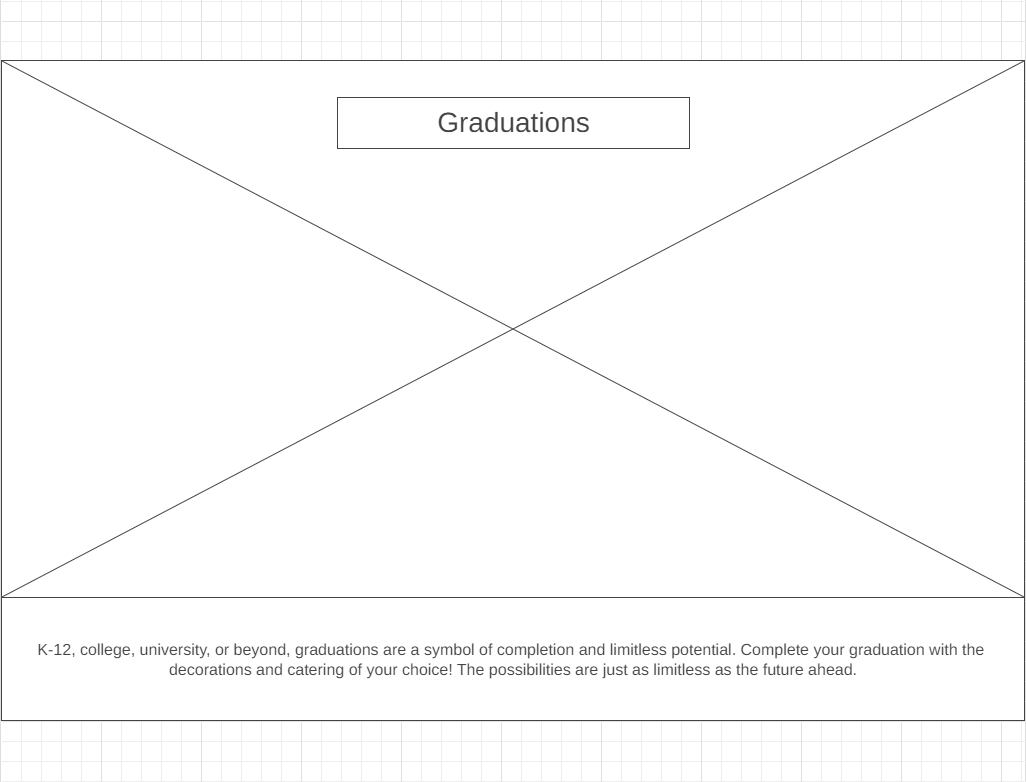 Graduations
K-12, college, university, or beyond, graduations are a symbol of completion and limitless potential. Complete your graduation with the
decorations and catering of your choice! The possibilities are just as limitless as the future ahead.